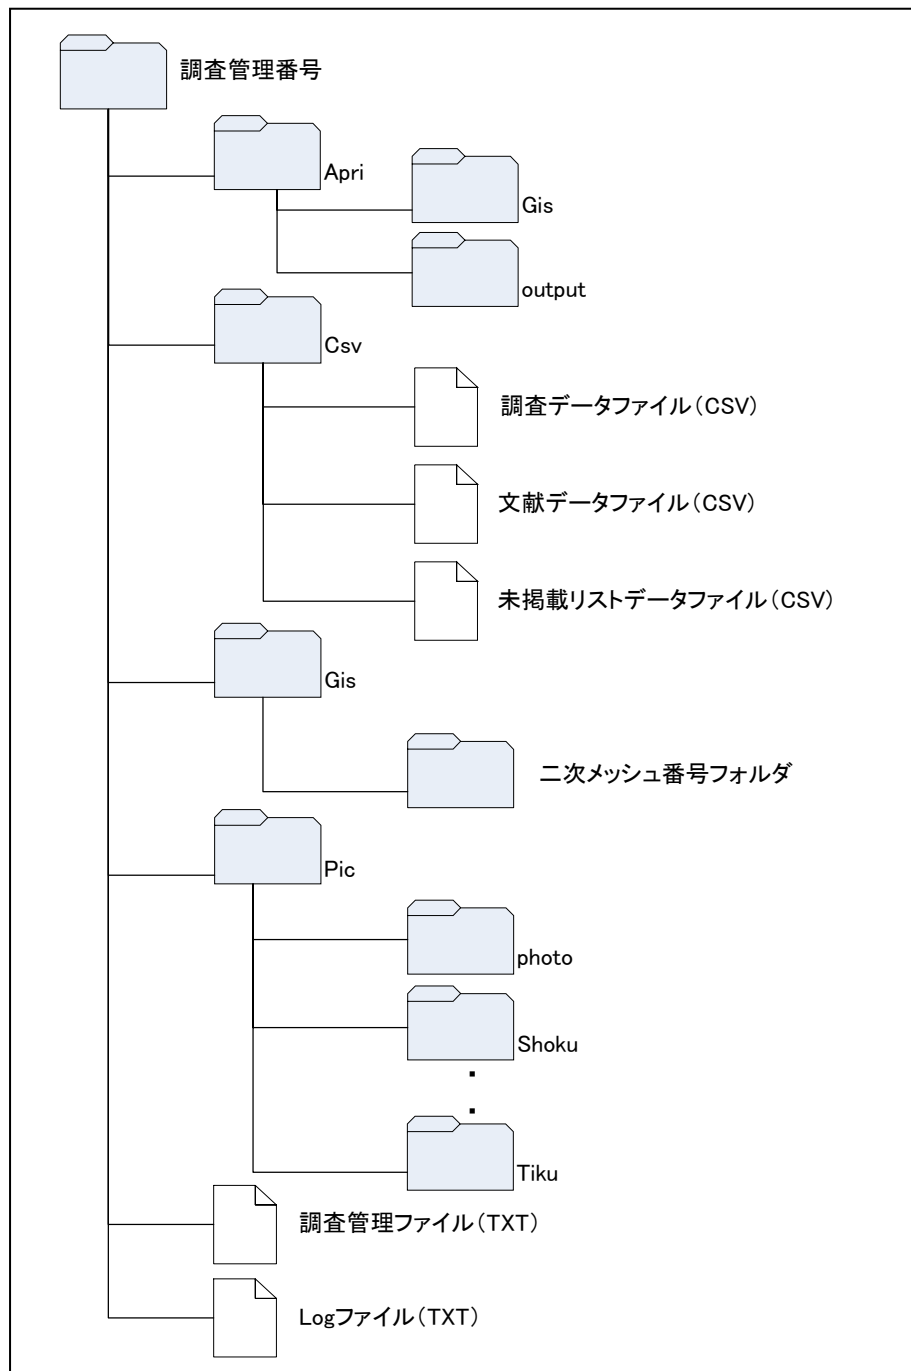 調査管理番号
Apri
Gis
output
Csv
調査データファイル(CSV)
文献データファイル(CSV)
未掲載リストデータファイル(CSV)
Gis
二次メッシュ番号フォルダ
Pic
photo
Shoku
Tiku
調査管理ファイル(TXT)
Logファイル(TXT)